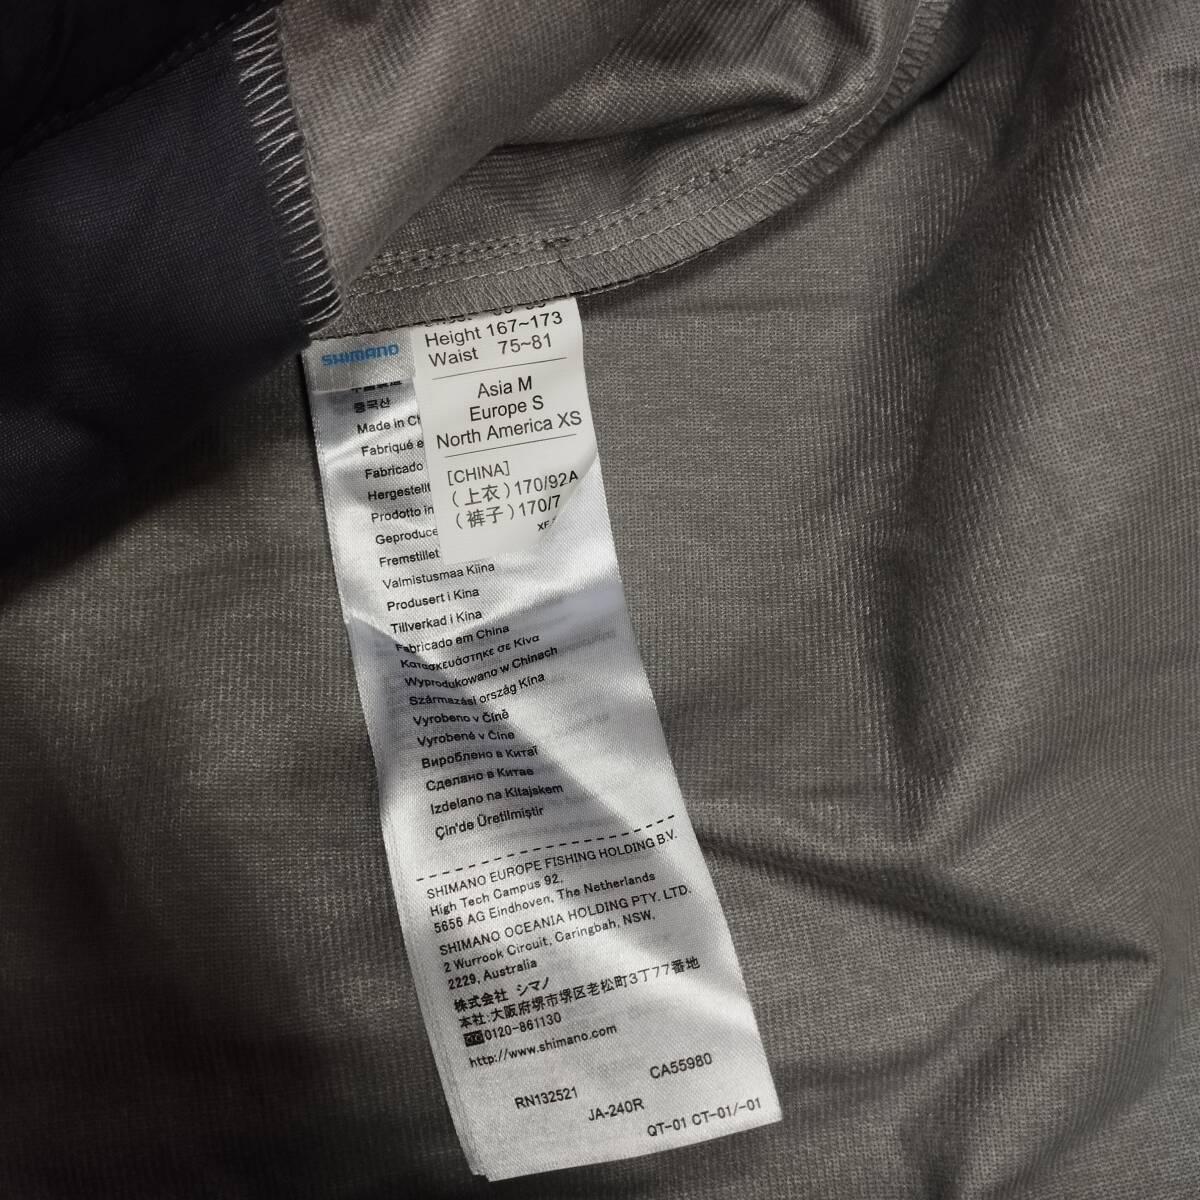 SHIMANO
Height 167~173
Waist 75~81
Asia M
Europe S
North America XS
[CHINA]
(上衣)170/92A
(裤子)170/7
중국산
Made in Ch
Fabriqué e
Fabricado
Hergestellt
Prodotto in
Geproduce
Fremstillet
Valmistusmaa Kiina
Produsert i Kina
Tillverkad i Kina
Fabricado em China
Κατασκευάστηκε σε Κίνα
Wyprodukowano w Chinach
Származási ország Kína
Vyrobeno v Číně
Vyrobené v Číne
Вироблено в Китаї
Сделано в Китае
Izdelano na Kitajskem
Çin'de Üretilmiştir
SHIMANO EUROPE FISHING HOLDING B.V.
High Tech Campus 92,
5656 AG Eindhoven, The Netherlands
SHIMANO OCEANIA HOLDING PTY. LTD.
2 Wurrook Circuit, Caringbah, NSW,
2229, Australia
株式会社 シマノ
本社:大阪府堺市堺区老松町3丁77番地
0120-861130
http://www.shimano.com
RN132521 CA55980
JA-240R
QT-01 CT-01/-01